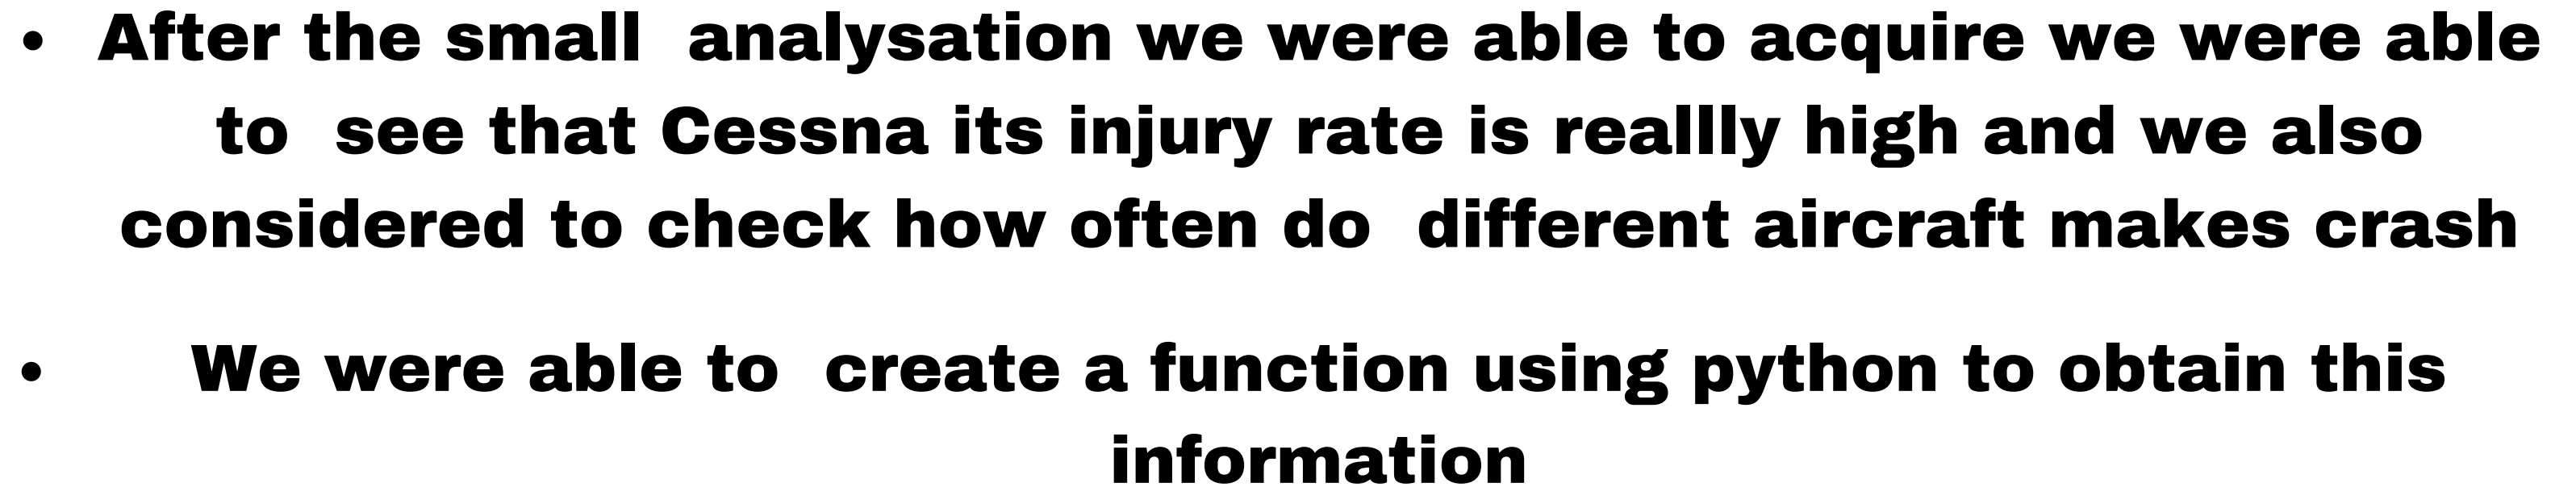 • After the small  analysation we were able to acquire we were able
to  see that Cessna its injury rate is reallly high and we also
considered to check how often do  different aircraft makes crash
• We were able to  create a function using python to obtain this
information